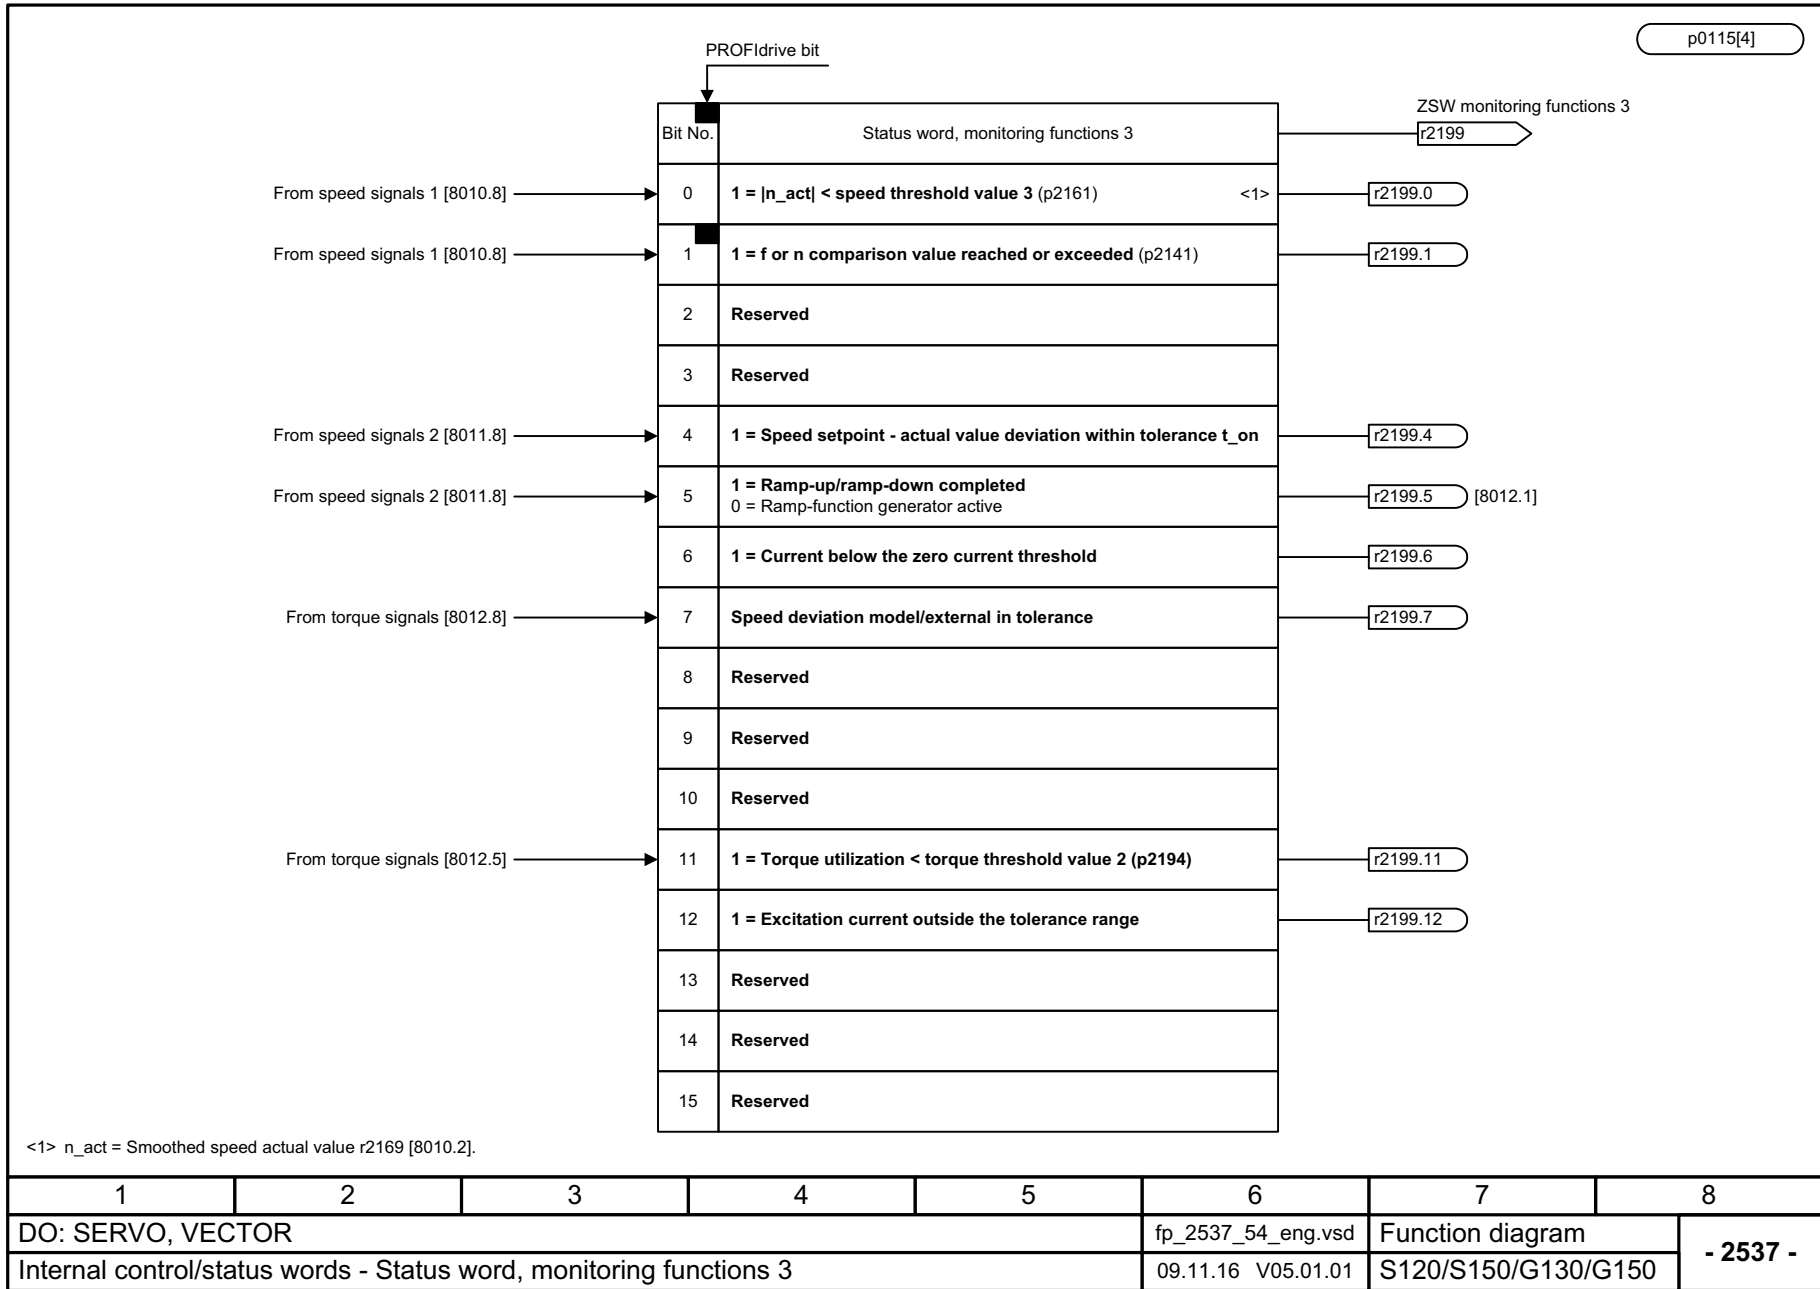 p0115[4]
PROFIdrive bit
ZSW monitoring functions 3
Bit No. Status word, monitoring functions 3 r2199
From speed signals 1 [8010.8] 0 1 = |n_act| < speed threshold value 3 (p2161) <1> r2199.0
From speed signals 1 [8010.8] 1 1 = f or n comparison value reached or exceeded (p2141) r2199.1
2 Reserved
3 Reserved
From speed signals 2 [8011.8] 4 1 = Speed setpoint - actual value deviation within tolerance t_on r2199.4
From speed signals 2 [8011.8] 5 1 = Ramp-up/ramp-down completed
0 = Ramp-function generator active r2199.5 [8012.1]
6 1 = Current below the zero current threshold r2199.6
From torque signals [8012.8] 7 Speed deviation model/external in tolerance r2199.7
8 Reserved
9 Reserved
10 Reserved
From torque signals [8012.5] 11 1 = Torque utilization < torque threshold value 2 (p2194) r2199.11
12 1 = Excitation current outside the tolerance range r2199.12
13 Reserved
14 Reserved
15 Reserved
<1> n_act = Smoothed speed actual value r2169 [8010.2].
1 2 3 4 5 6 7 8
DO: SERVO, VECTOR fp_2537_54_eng.vsd Function diagram - 2537 -
Internal control/status words - Status word, monitoring functions 3 09.11.16 V05.01.01 S120/S150/G130/G150